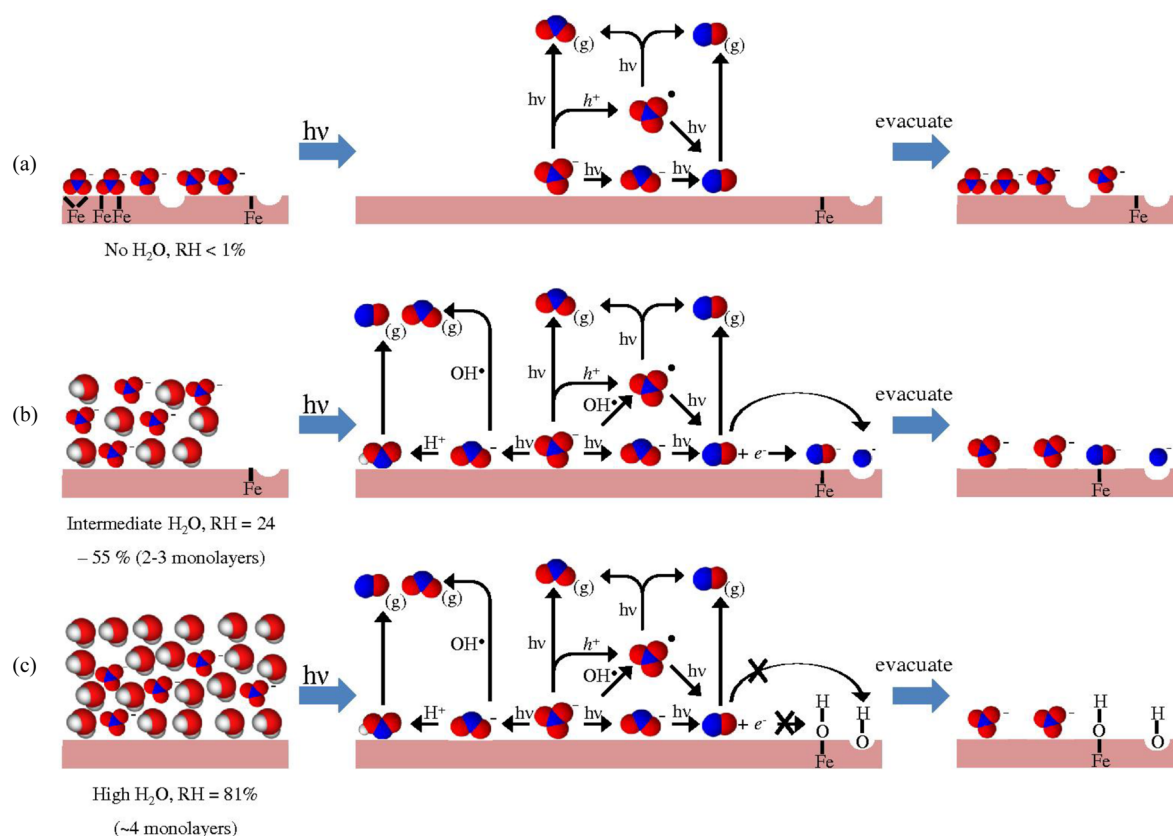 (a)
hν
(g)
(g)
hν
hν
h⁺
•
hν
-
hν
-
hν
evacuate
- - - - -
Fe Fe Fe Fe
Fe
- - - -
Fe
No H₂O, RH < 1%
(b)
hν
(g) (g)
(g)
(g)
OH•
hν
hν
h⁺
•
OH•
hν
evacuate
- - - - -
H⁺
-
hν
-
hν
-
hν
+ e⁻
- -
- - - -
Fe
Fe
Fe
Intermediate H₂O, RH = 24
– 55 % (2-3 monolayers)
(c)
hν
(g) (g)
(g)
(g)
OH•
hν
hν
h⁺
•
OH•
hν
evacuate
- - - -
H⁺
-
hν
-
hν
-
hν
+ e⁻
H H
O O
Fe
- -
H H
O O
Fe
High H₂O, RH = 81%
(~4 monolayers)